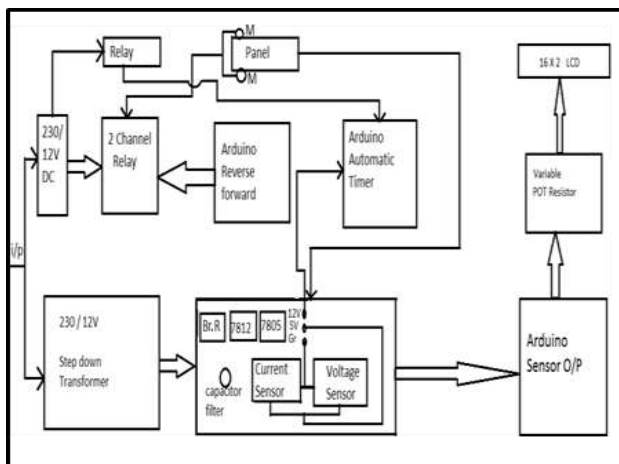 M
Relay
Panel
M
16 X 2 LCD
230/
12V
DC
2 Channel
Relay
Arduino
Reverse
forward
Arduino
Automatic
Timer
Variable
POT Resistor
i/p
230 / 12V
Step down
Transformer
Br.R
7812
7805
12V
5V
Gr
capacitor
filter
Current
Sensor
Voltage
Sensor
Arduino
Sensor O/P